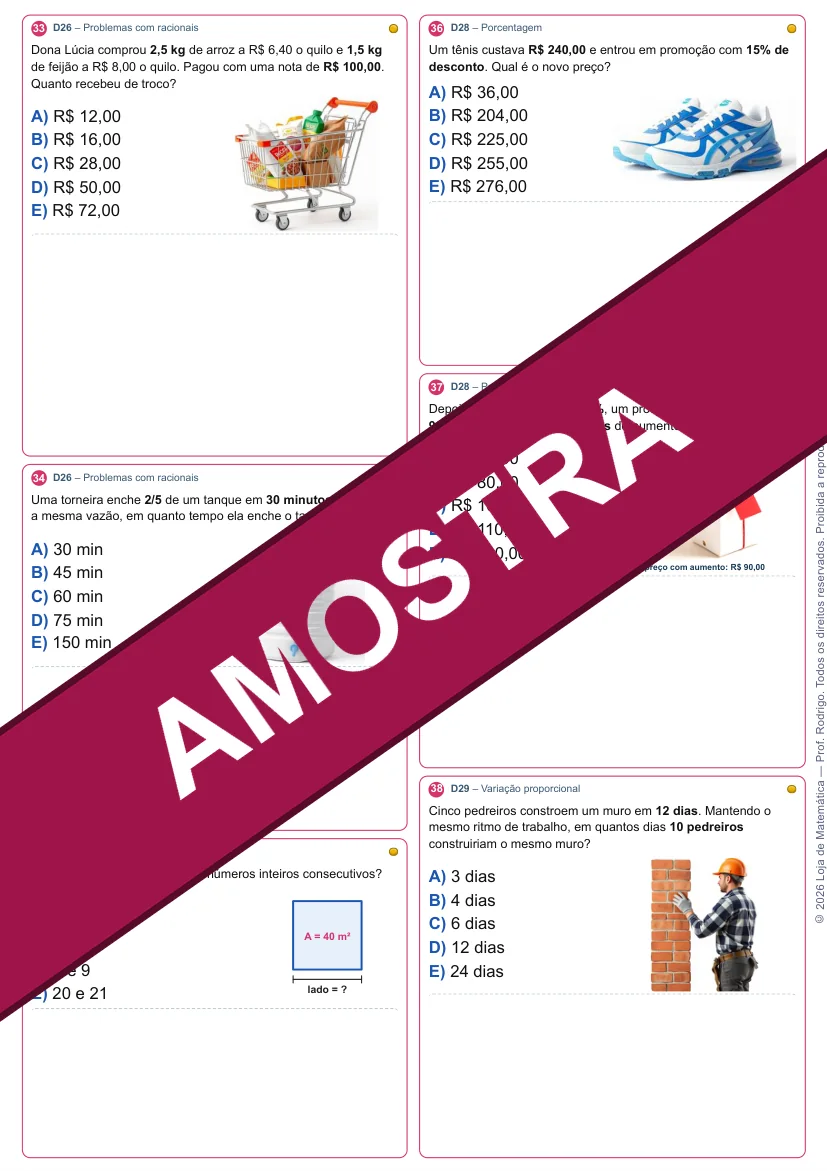 33 D26 – Problemas com racionais
Dona Lúcia comprou 2,5 kg de arroz a R$ 6,40 o quilo e 1,5 kg
de feijão a R$ 8,00 o quilo. Pagou com uma nota de R$ 100,00.
Quanto recebeu de troco?
A) R$ 12,00
B) R$ 16,00
C) R$ 28,00
D) R$ 50,00
E) R$ 72,00
34 D26 – Problemas com racionais
Uma torneira enche 2/5 de um tanque em 30 minutos
a mesma vazão, em quanto tempo ela enche o
A) 30 min
B) 45 min
C) 60 min
D) 75 min
E) 150 min
números inteiros consecutivos?
e 9
E) 20 e 21
A = 40 m²
lado = ?
36 D28 – Porcentagem
Um tênis custava R$ 240,00 e entrou em promoção com 15% de
desconto. Qual é o novo preço?
A) R$ 36,00
B) R$ 204,00
C) R$ 225,00
D) R$ 255,00
E) R$ 276,00
37 D28 –
um
preço com aumento: R$ 90,00
38 D29 – Variação proporcional
Cinco pedreiros constroem um muro em 12 dias. Mantendo o
mesmo ritmo de trabalho, em quantos dias 10 pedreiros
construiriam o mesmo muro?
A) 3 dias
B) 4 dias
C) 6 dias
D) 12 dias
E) 24 dias
AMOSTRA
© 2026 Loja de Matemática — Prof. Rodrigo. Todos os direitos reservados. Proibida a